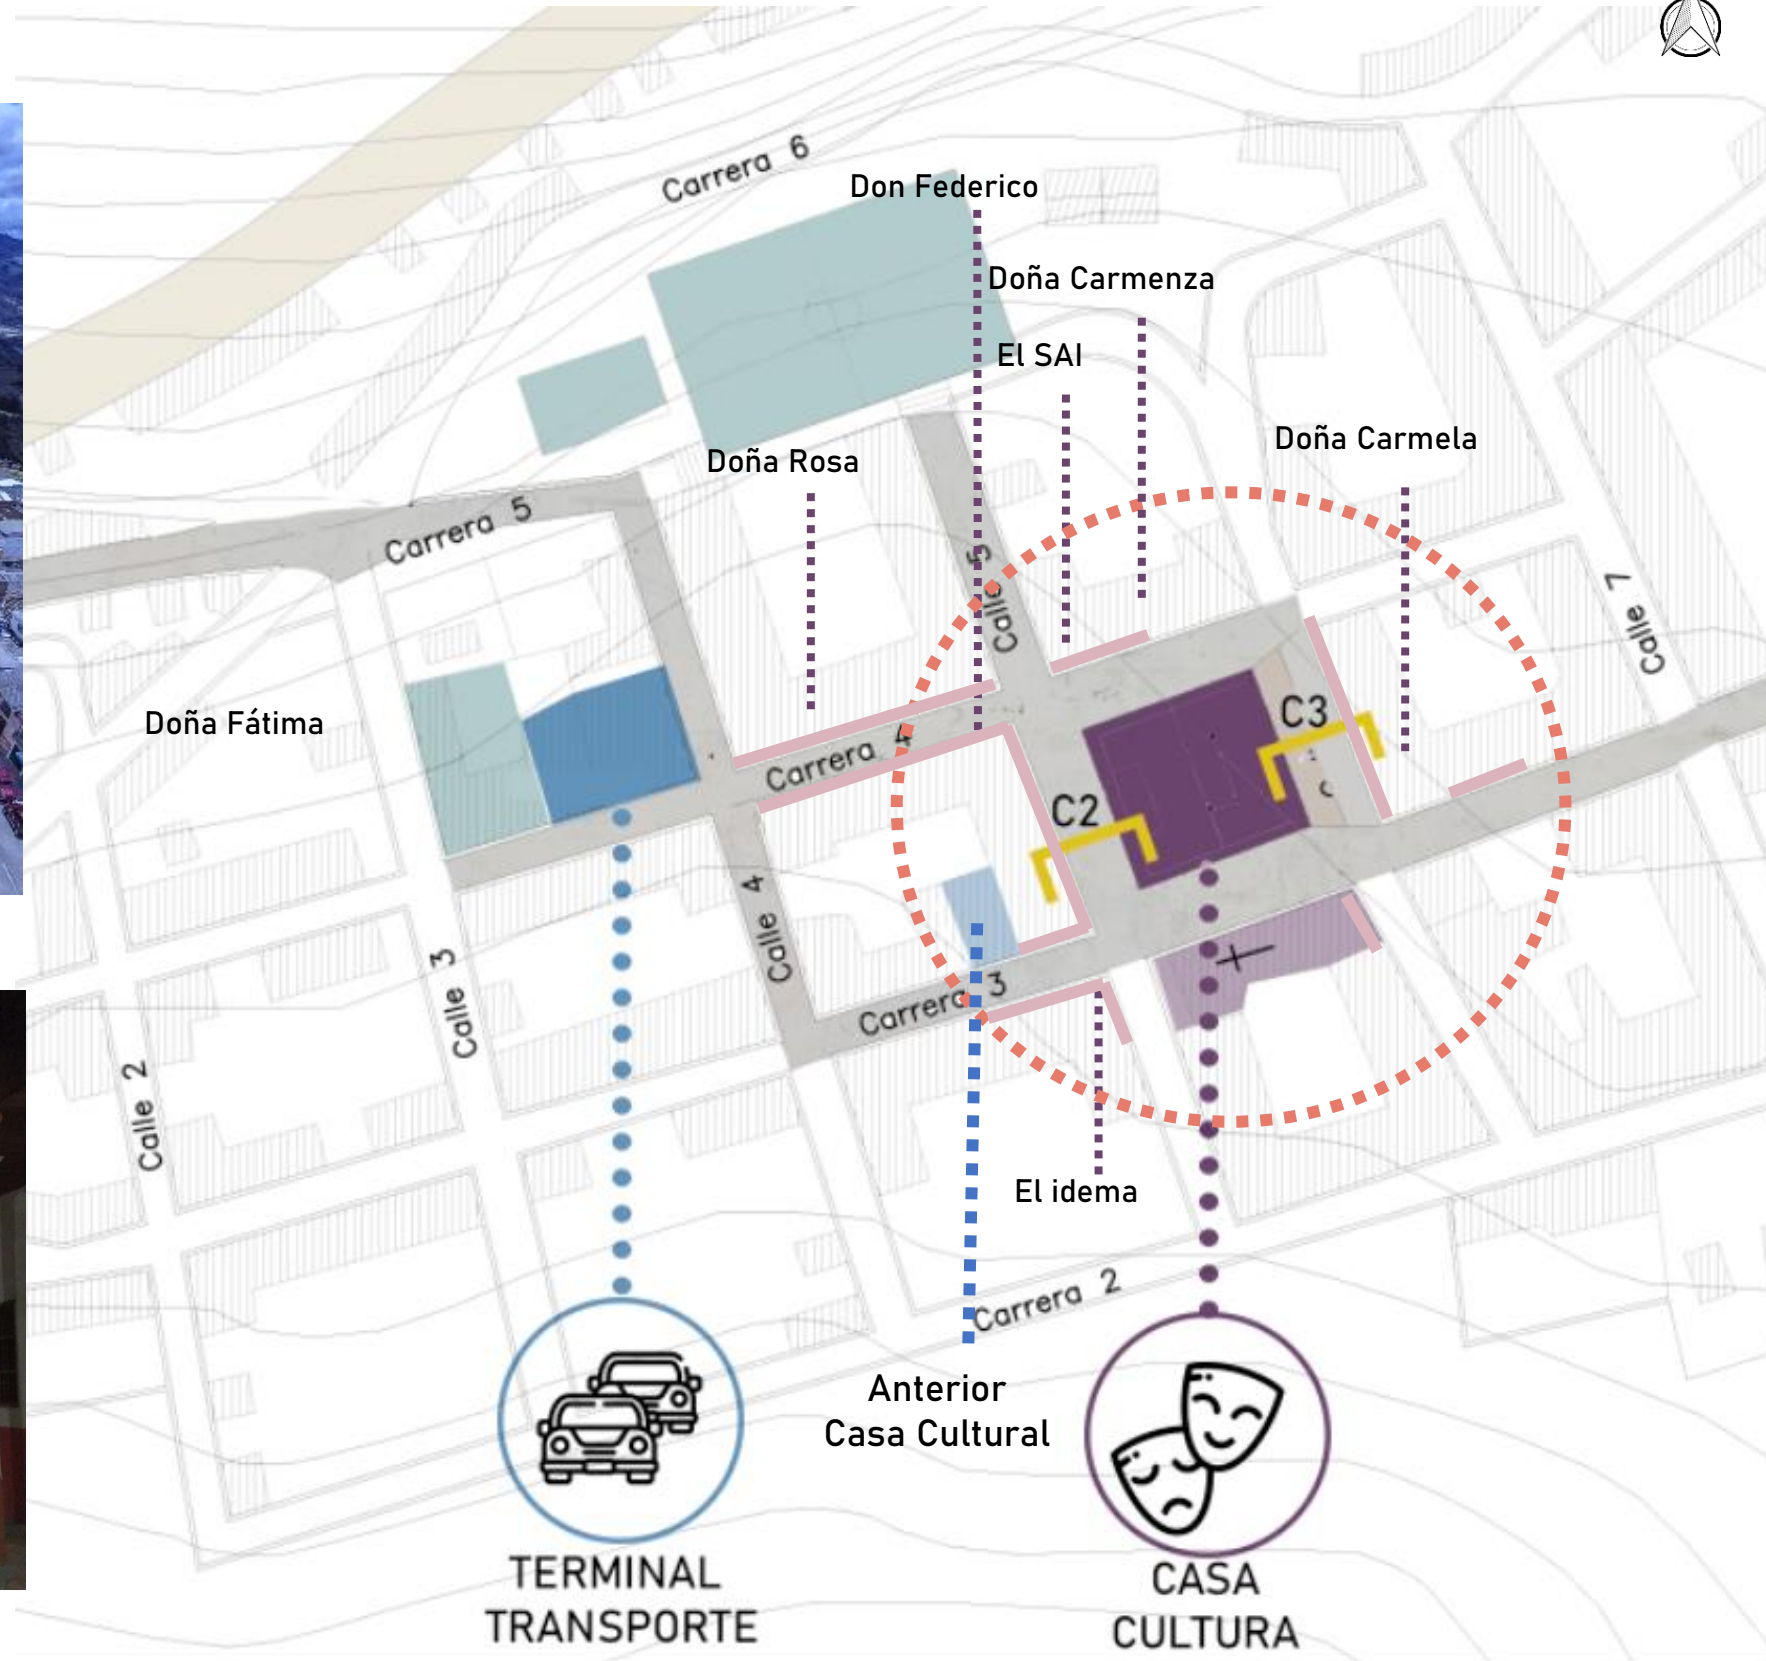 Carrera 6
Don Federico
Doña Carmenza
El SAI
Doña Carmela
Doña Rosa
Carrera 5
Calle 5
Calle 7
Doña Fátima
C3
Carrera 4
C2
Calle 4
Calle 3
Carrera 3
Calle 2
El idema
Carrera 2
Anterior
Casa Cultural
TERMINAL
TRANSPORTE
CASA
CULTURA